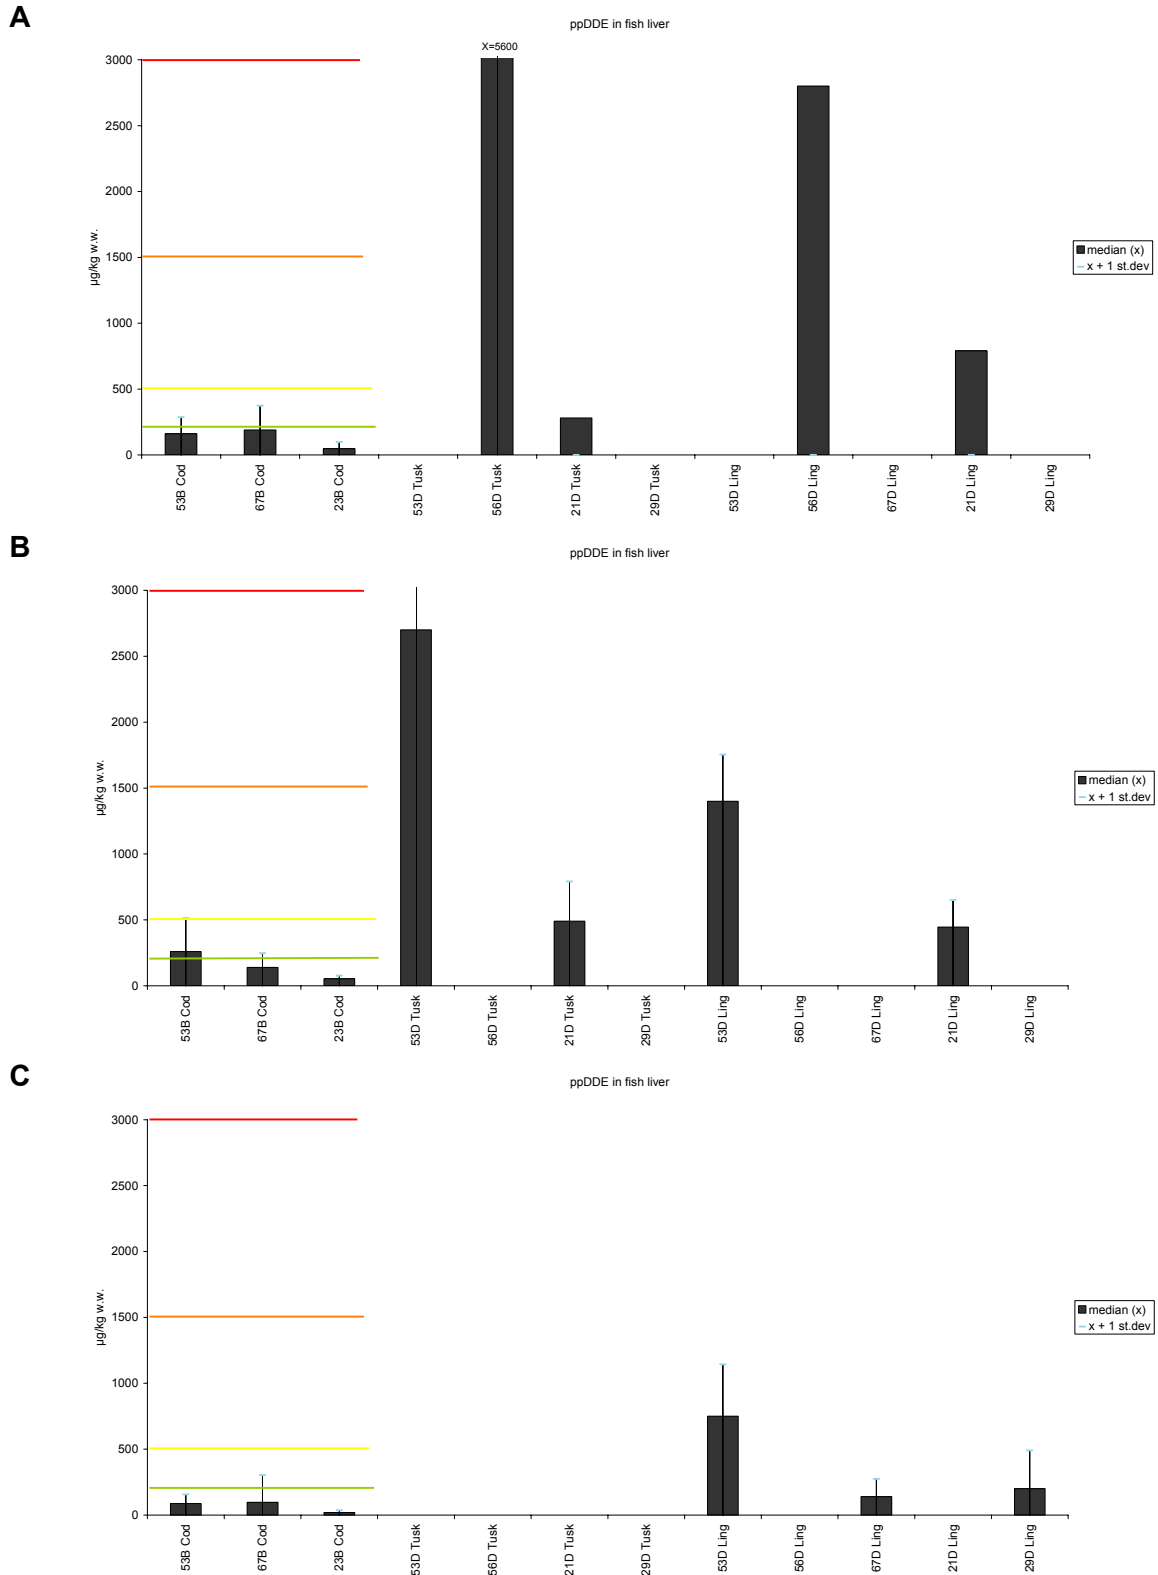 A
ppDDE in fish liver
X=5600
3000
2500
2000
1500
1000
500
0
µg/kg w.w.
53B Cod
67B Cod
23B Cod
53D Tusk
56D Tusk
21D Tusk
29D Tusk
53D Ling
56D Ling
67D Ling
21D Ling
29D Ling
median (x)
x + 1 st.dev
B
ppDDE in fish liver
3000
2500
2000
1500
1000
500
0
µg/kg w.w.
53B Cod
67B Cod
23B Cod
53D Tusk
56D Tusk
21D Tusk
29D Tusk
53D Ling
56D Ling
67D Ling
21D Ling
29D Ling
median (x)
x + 1 st.dev
C
ppDDE in fish liver
3000
2500
2000
1500
1000
500
0
µg/kg w.w.
53B Cod
67B Cod
23B Cod
53D Tusk
56D Tusk
21D Tusk
29D Tusk
53D Ling
56D Ling
67D Ling
21D Ling
29D Ling
median (x)
x + 1 st.dev